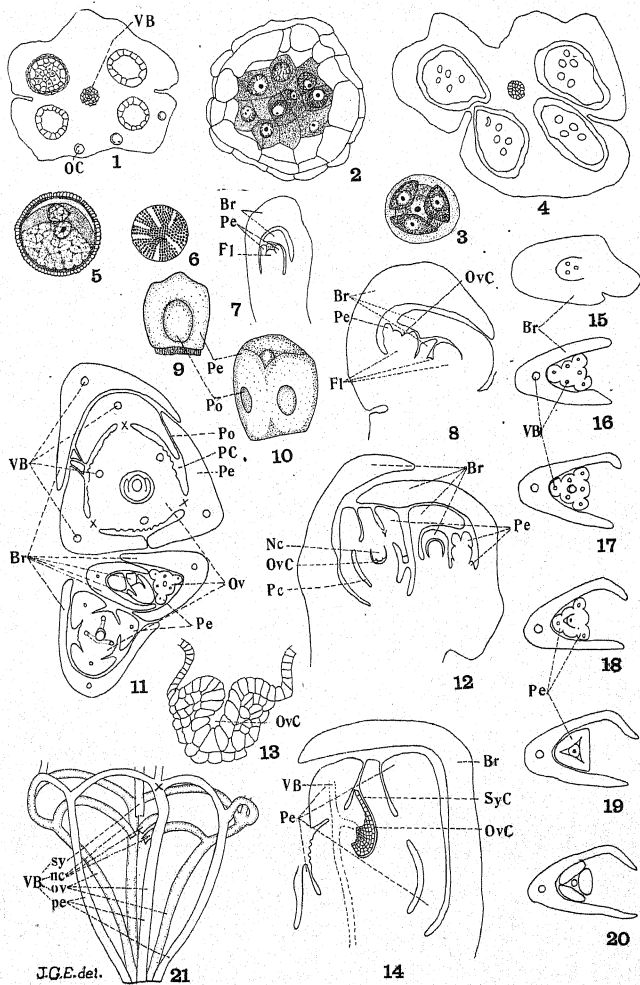 VB
OC
1
2
3
4
5
6
Br
Pe
Fl
7
OvC
Br
Pe
Fl
8
Pe
Po
9
10
Br
15
16
VB
17
VB
Br
Po
PC
Pe
Ov
Pe
11
Br
Pe
Nc
OvC
Pc
12
OvC
13
Pe
18
19
20
VB
Pe
Br
SyC
OvC
14
sy
nc
VB ov
pe
21
J.G.E. del.